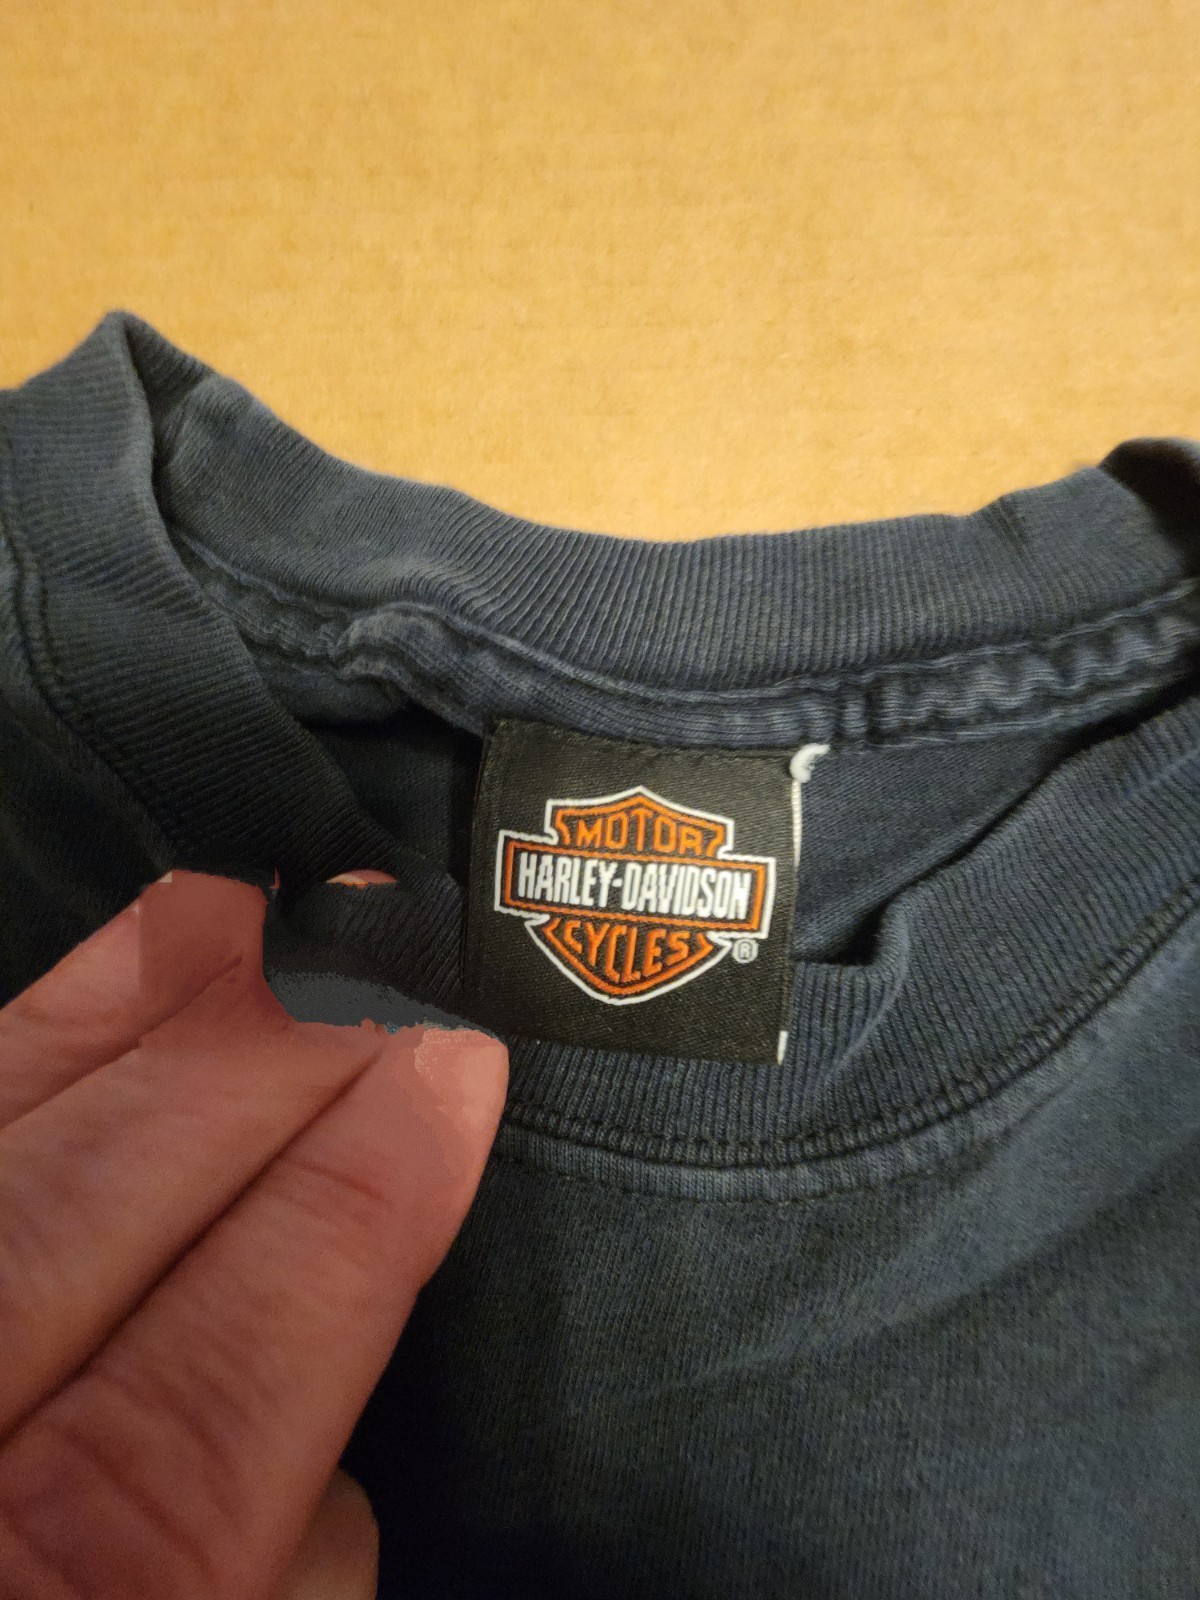 MOTOR
HARLEY-DAVIDSON
CYCLES
®